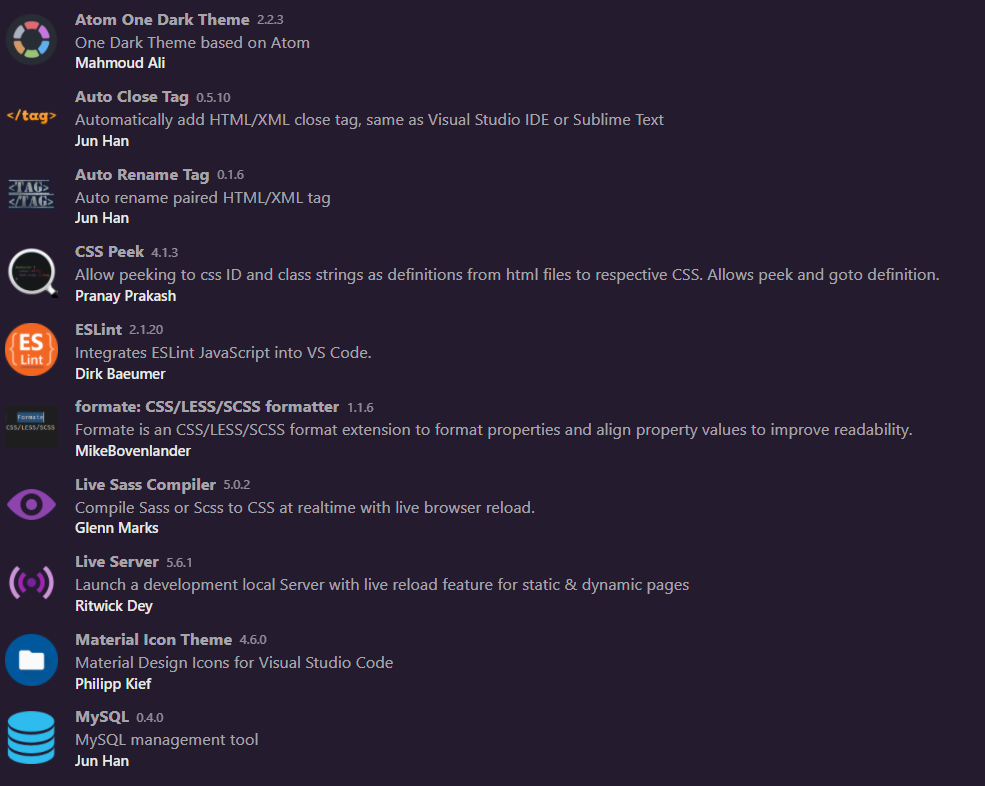 Atom One Dark Theme 2.2.3
One Dark Theme based on Atom
Mahmoud Ali
</tag>
Auto Close Tag 0.5.10
Automatically add HTML/XML close tag, same as Visual Studio IDE or Sublime Text
Jun Han
<TAG>
</TAG>
Auto Rename Tag 0.1.6
Auto rename paired HTML/XML tag
Jun Han
CSS Peek 4.1.3
Allow peeking to css ID and class strings as definitions from html files to respective CSS. Allows peek and goto definition.
Pranay Prakash
{ES
Lint}
ESLint 2.1.20
Integrates ESLint JavaScript into VS Code.
Dirk Baeumer
Formate
CSS/LESS/SCSS
formate: CSS/LESS/SCSS formatter 1.1.6
Formate is an CSS/LESS/SCSS format extension to format properties and align property values to improve readability.
MikeBovenlander
Live Sass Compiler 5.0.2
Compile Sass or Scss to CSS at realtime with live browser reload.
Glenn Marks
Live Server 5.6.1
Launch a development local Server with live reload feature for static & dynamic pages
Ritwick Dey
Material Icon Theme 4.6.0
Material Design Icons for Visual Studio Code
Philipp Kief
MySQL 0.4.0
MySQL management tool
Jun Han